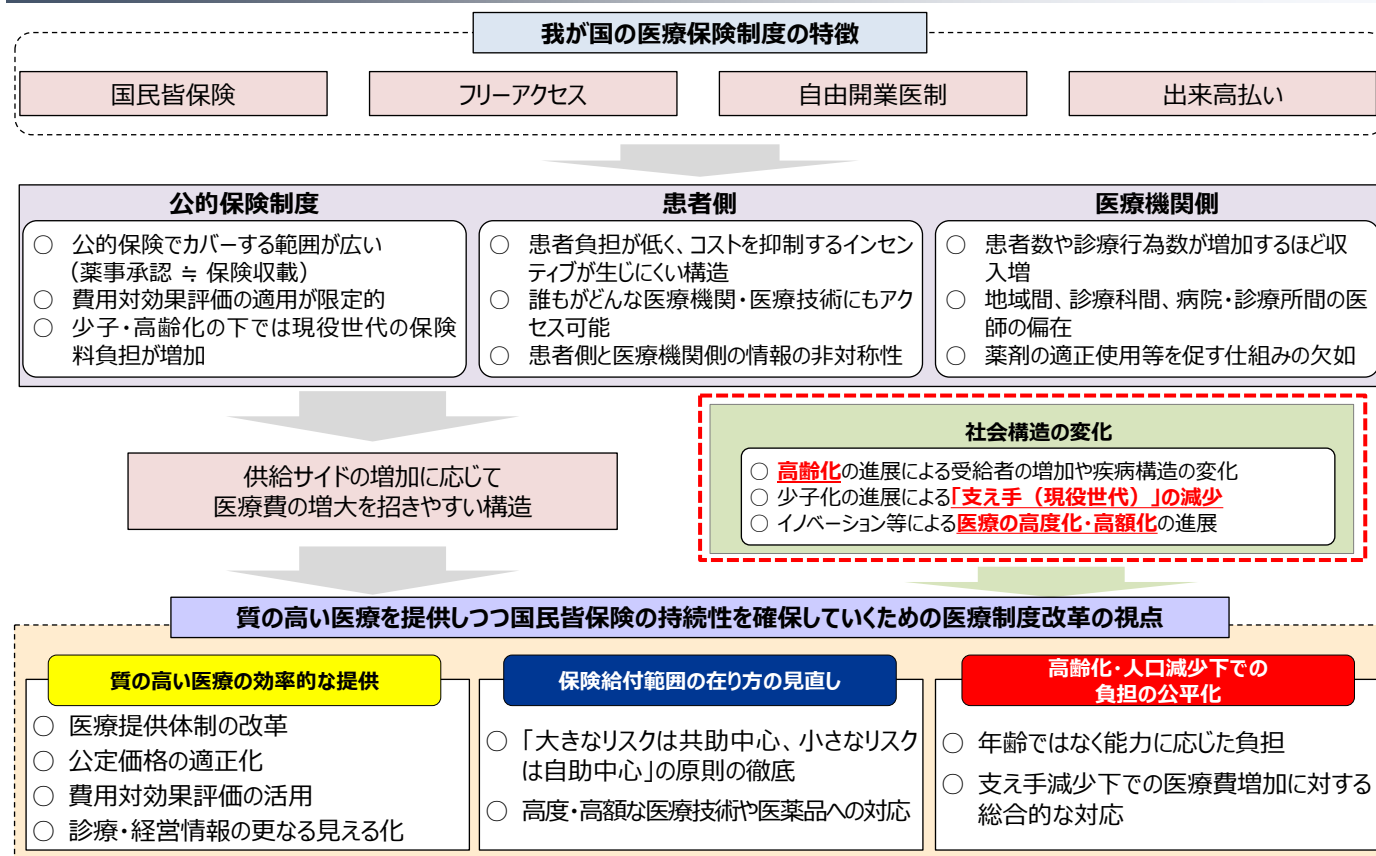 我が国の医療保険制度の特徴
国民皆保険
フリーアクセス
自由開業医制
出来高払い
公的保険制度
○ 公的保険でカバーする範囲が広い
（薬事承認 ≒ 保険収載）
○ 費用対効果評価の適用が限定的
○ 少子・高齢化の下では現役世代の保険
料負担が増加
患者側
○ 患者負担が低く、コストを抑制するインセン
ティブが生じにくい構造
○ 誰もがどんな医療機関・医療技術にもアク
セス可能
○ 患者側と医療機関側の情報の非対称性
医療機関側
○ 患者数や診療行為数が増加するほど収
入増
○ 地域間、診療科間、病院・診療所間の医
師の偏在
○ 薬剤の適正使用等を促す仕組みの欠如
供給サイドの増加に応じて
医療費の増大を招きやすい構造
社会構造の変化
○ 高齢化の進展による受給者の増加や疾病構造の変化
○ 少子化の進展による「支え手（現役世代）」の減少
○ イノベーション等による医療の高度化・高額化の進展
質の高い医療を提供しつつ国民皆保険の持続性を確保していくための医療制度改革の視点
質の高い医療の効率的な提供
○ 医療提供体制の改革
○ 公定価格の適正化
○ 費用対効果評価の活用
○ 診療・経営情報の更なる見える化
保険給付範囲の在り方の見直し
○ 「大きなリスクは共助中心、小さなリスク
は自助中心」の原則の徹底
○ 高度・高額な医療技術や医薬品への対応
高齢化・人口減少下での
負担の公平化
○ 年齢ではなく能力に応じた負担
○ 支え手減少下での医療費増加に対する
総合的な対応